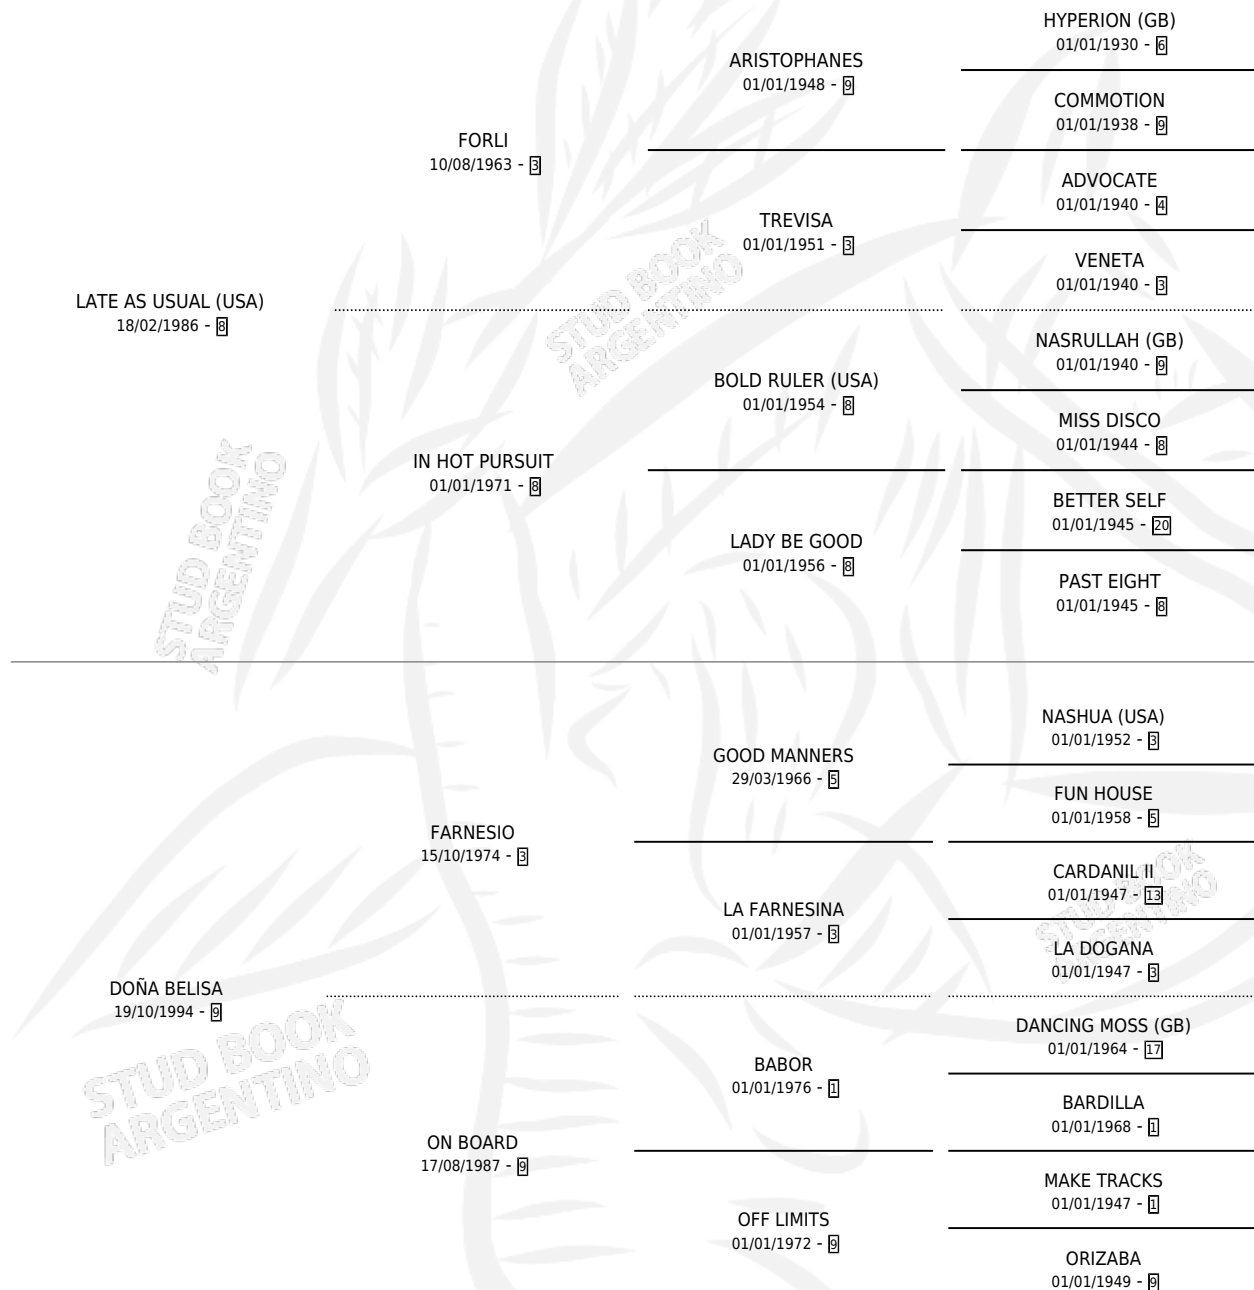 HYPERION (GB)
01/01/1930 - 6
ARISTOPHANES
01/01/1948 - 9
COMMOTION
01/01/1938 - 9
FORLI
10/08/1963 - 3
ADVOCATE
01/01/1940 - 4
TREVISA
01/01/1951 - 3
VENETA
01/01/1940 - 3
LATE AS USUAL (USA)
18/02/1986 - 8
STUD BOOK
ARGENTINO
NASRULLAH (GB)
01/01/1940 - 9
BOLD RULER (USA)
01/01/1954 - 8
MISS DISCO
01/01/1944 - 8
IN HOT PURSUIT
01/01/1971 - 8
BETTER SELF
01/01/1945 - 20
LADY BE GOOD
01/01/1956 - 8
PAST EIGHT
01/01/1945 - 8
STUD BOOK
ARGENTINO
NASHUA (USA)
01/01/1952 - 3
GOOD MANNERS
29/03/1966 - 5
FUN HOUSE
01/01/1958 - 5
FARNESIO
15/10/1974 - 3
CARDANIL II
01/01/1947 - 13
LA FARNESINA
01/01/1957 - 3
LA DOGANA
01/01/1947 - 3
STUD BOOK
ARGENTINO
DOÑA BELISA
19/10/1994 - 9
DANCING MOSS (GB)
01/01/1964 - 17
BABOR
01/01/1976 - 1
BARDILLA
01/01/1968 - 1
STUD BOOK
ARGENTINO
ON BOARD
17/08/1987 - 9
MAKE TRACKS
01/01/1947 - 1
OFF LIMITS
01/01/1972 - 9
ORIZABA
01/01/1949 - 9